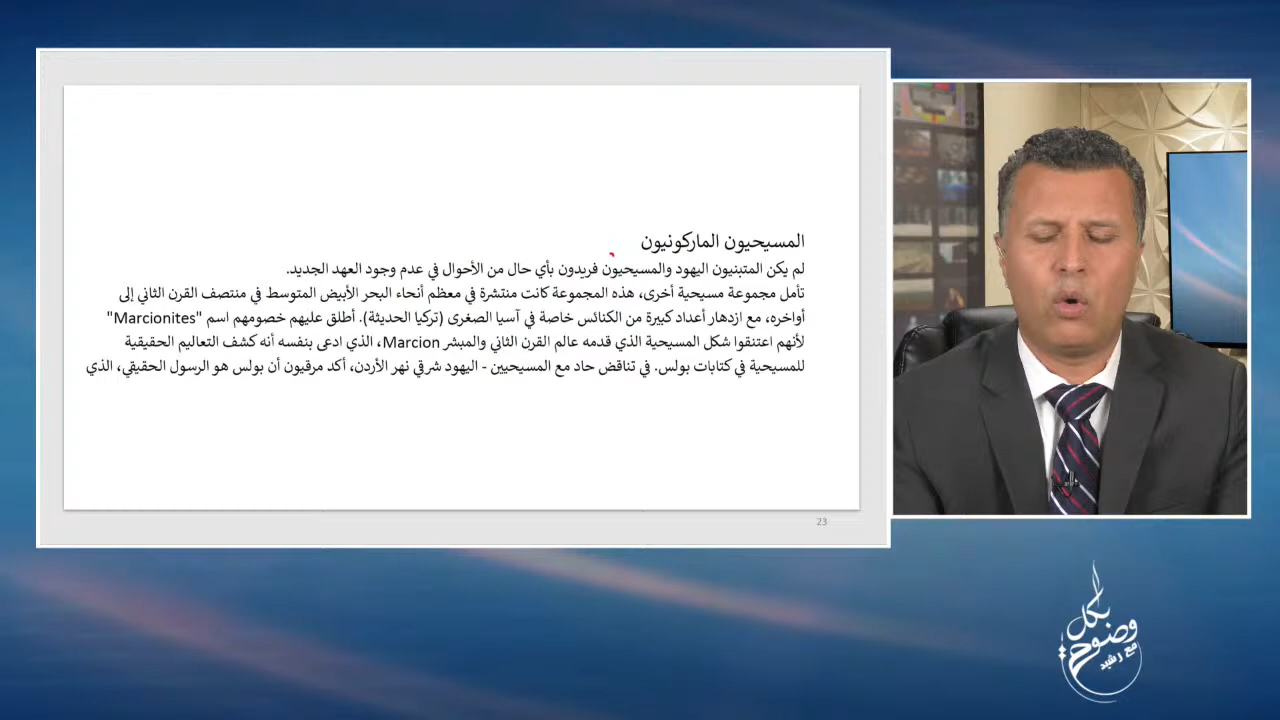 المسيحيون الماركونيون
لم يكن المتبنيون اليهود والمسيحيون فريدون بأي حال من الأحوال في عدم وجود العهد الجديد.
تأمل مجموعة مسيحية أخرى، هذه المجموعة كانت منتشرة في معظم أنحاء البحر الأبيض المتوسط في منتصف القرن الثاني إلى
أواخره، مع ازدهار أعداد كبيرة من الكنائس خاصة في آسيا الصغرى (تركيا الحديثة). أطلق عليهم خصومهم اسم "Marcionites"
لأنهم اعتنقوا شكل المسيحية الذي قدمه عالم القرن الثاني والمبشر Marcion، الذي ادعى بنفسه أنه كشف التعاليم الحقيقية
للمسيحية في كتابات بولس. في تناقض حاد مع المسيحيين - اليهود شرقي نهر الأردن، أكد مرقيون أن بولس هو الرسول الحقيقي، الذي
23
بكل
وضوح
مع رشيد